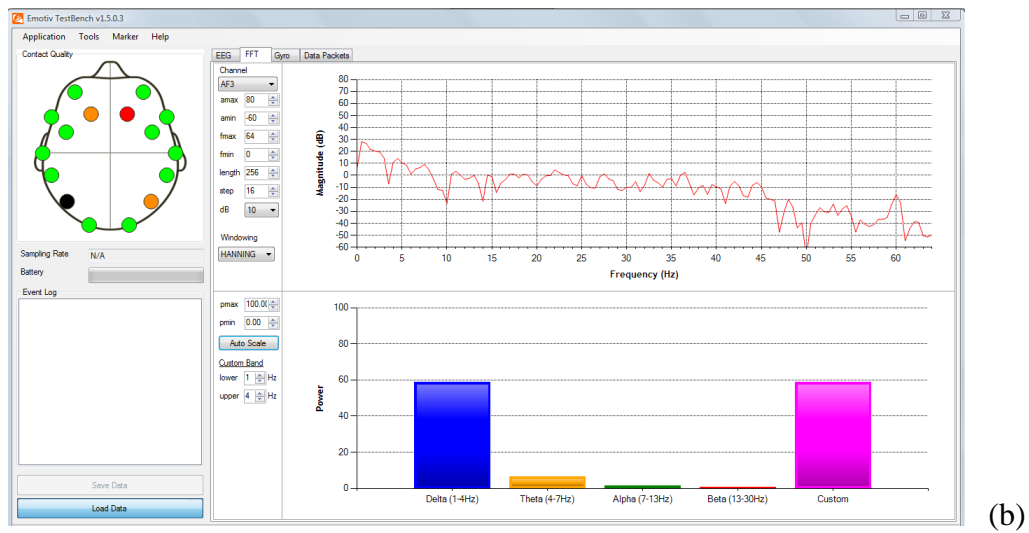 Emotiv TestBench v1.5.0.3
Application Tools Marker Help
Contact Quality
Sampling Rate N/A
Battery
Event Log
Save Data
Load Data
EEG FFT Gyro Data Packets
Channel
AF3
amax 80
amin -60
fmax 64
fmin 0
length 256
step 16
dB 10
Windowing
HANNING
80
70
60
50
40
30
20
10
0
-10
-20
-30
-40
-50
-60
Magnitude (dB)
0 5 10 15 20 25 30 35 40 45 50 55 60
Frequency (Hz)
pmax 100.00
pmin 0.00
Auto Scale
Custom Band
lower 1 Hz
upper 4 Hz
100
80
60
40
20
0
Power
Delta (1-4Hz) Theta (4-7Hz) Alpha (7-13Hz) Beta (13-30Hz) Custom
(b)